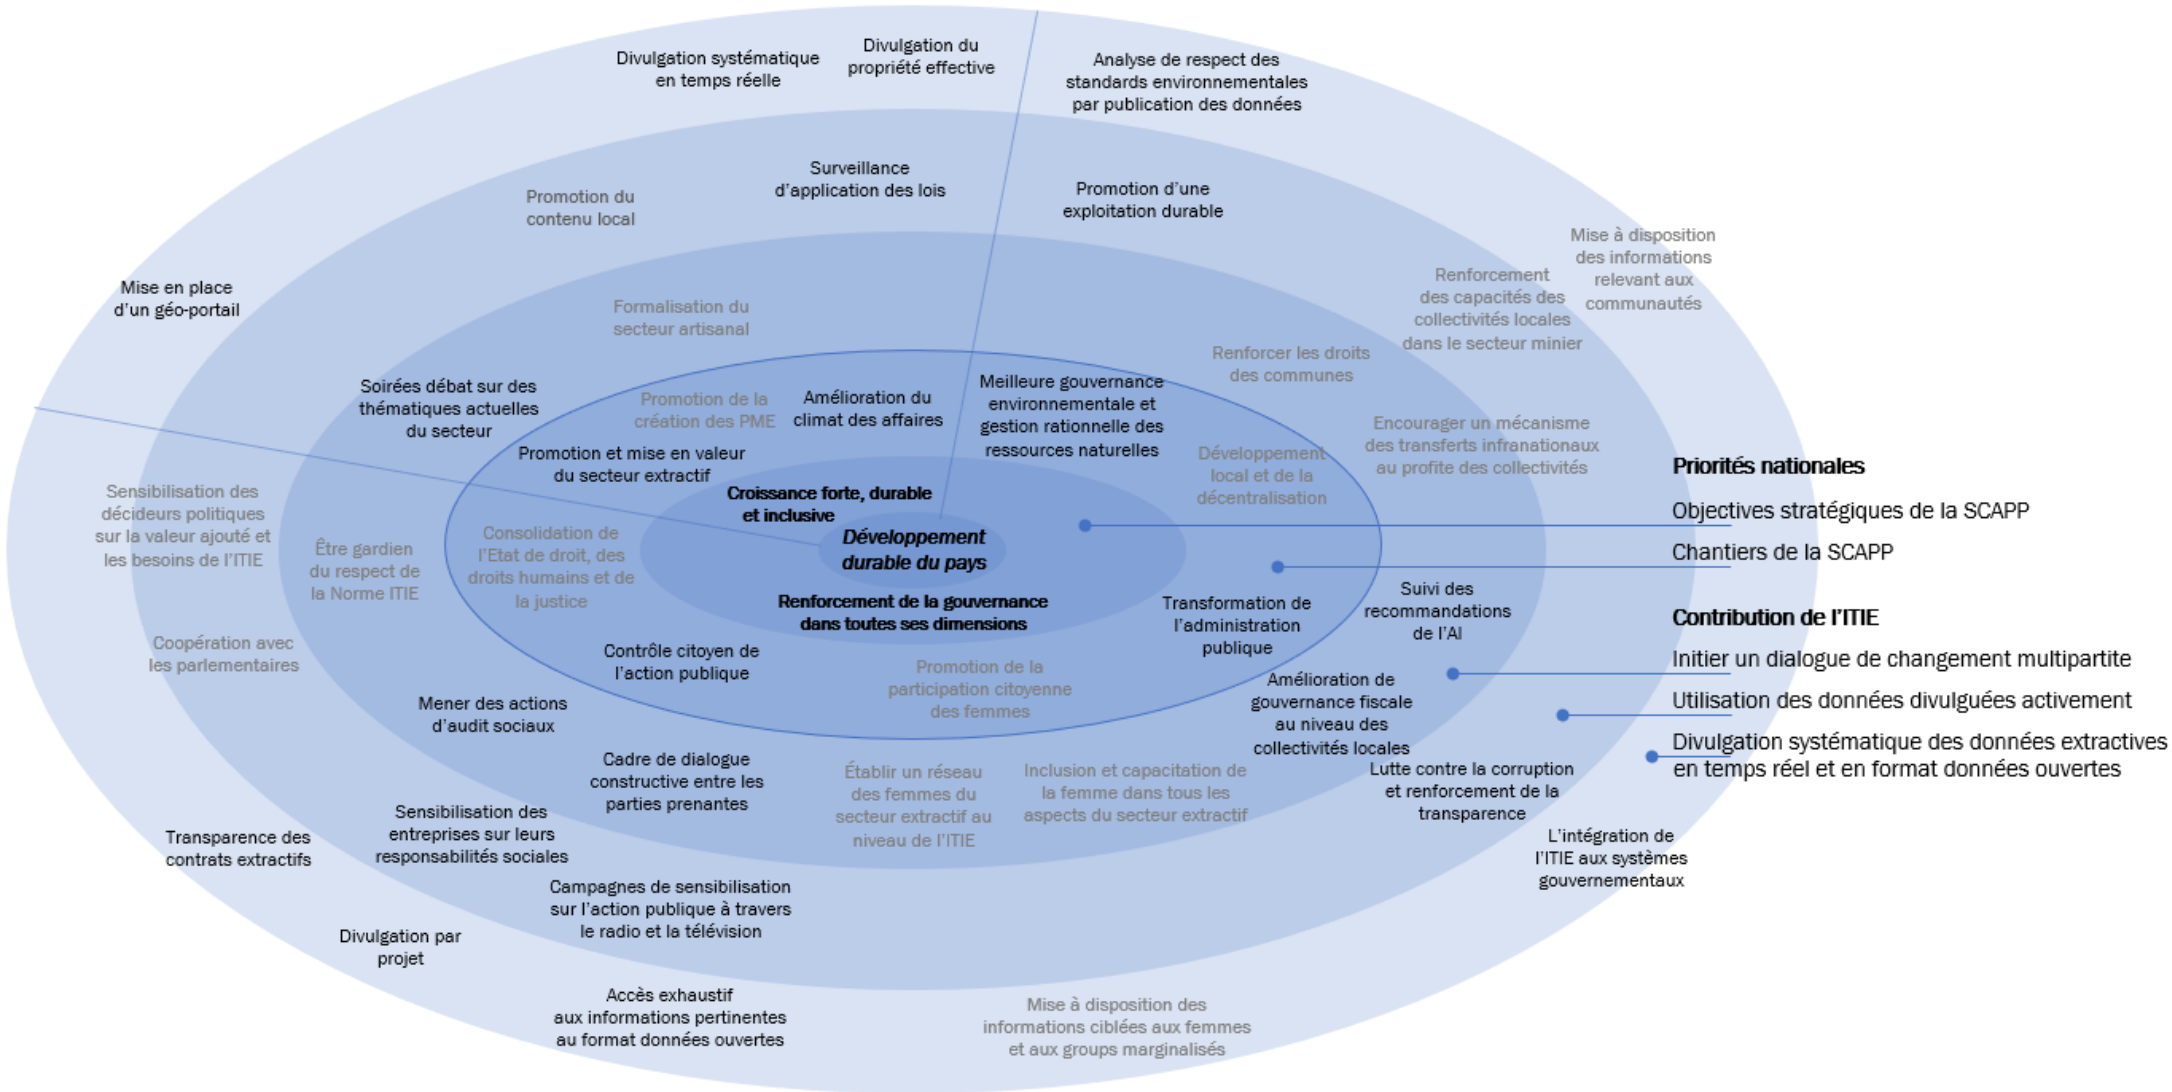 Divulgation systématique
en temps réelle
Divulgation du
propriété effective
Analyse de respect des
standards environnementales
par publication des données
Surveillance
d'application des lois
Promotion du
contenu local
Promotion d'une
exploitation durable
Mise à disposition
des informations
relevant aux
communautés
Renforcement
des capacités des
collectivités locales
dans le secteur minier
Mise en place
d'un géo-portail
Formalisation du
secteur artisanal
Renforcer les droits
des communes
Soirées débat sur des
thématiques actuelles
du secteur
Promotion de la
création des PME
Amélioration du
climat des affaires
Meilleure gouvernance
environnementale et
gestion rationnelle des
ressources naturelles
Encourager un mécanisme
des transferts infranationaux
au profite des collectivités
Promotion et mise en valeur
du secteur extractif
Développement
local et de la
décentralisation
Croissance forte, durable
et inclusive
Développement
durable du pays
Renforcement de la gouvernance
dans toutes ses dimensions
Sensibilisation des
décideurs politiques
sur la valeur ajouté et
les besoins de l'ITIE
Être gardien
du respect de
la Norme ITIE
Consolidation de
l'Etat de droit, des
droits humains et de
la justice
Coopération avec
les parlementaires
Contrôle citoyen de
l'action publique
Promotion de la
participation citoyenne
des femmes
Transformation de
l'administration
publique
Suivi des
recommandations
de l'AI
Amélioration de
gouvernance fiscale
au niveau des
collectivités locales
Mener des actions
d'audit sociaux
Cadre de dialogue
constructive entre les
parties prenantes
Établir un réseau
des femmes du
secteur extractif au
niveau de l'ITIE
Inclusion et capacitation de
la femme dans tous les
aspects du secteur extractif
Lutte contre la corruption
et renforcement de la
transparence
Sensibilisation des
entreprises sur leurs
responsabilités sociales
Transparence des
contrats extractifs
L'intégration de
l'ITIE aux systèmes
gouvernementaux
Campagnes de sensibilisation
sur l'action publique à travers
le radio et la télévision
Divulgation par
projet
Accès exhaustif
aux informations pertinentes
au format données ouvertes
Mise à disposition des
informations ciblées aux femmes
et aux groups marginalisés
Priorités nationales
Objectives stratégiques de la SCAPP
Chantiers de la SCAPP
Contribution de l'ITIE
Initier un dialogue de changement multipartite
Utilisation des données divulguées activement
Divulgation systématique des données extractives
en temps réel et en format données ouvertes